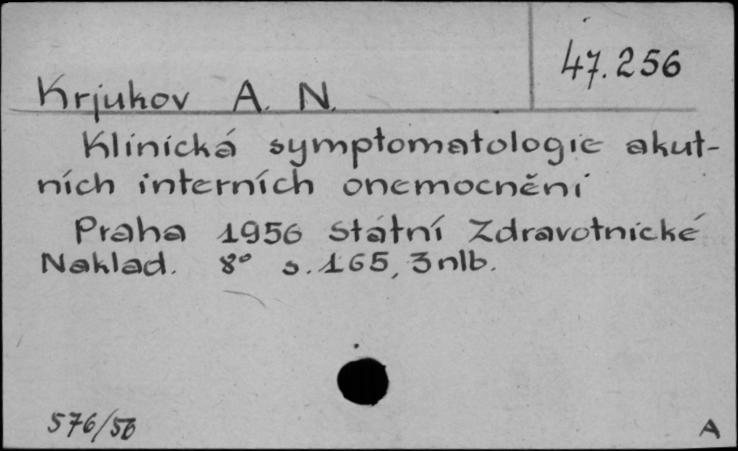 47.256
Krjukov A. N.
Klinická symptomatologie akut-
ních interních onemocnění
Praha 1956 Státní Zdravotnické
Naklad. 8° s. 165, 3 nlb.
576/56
A